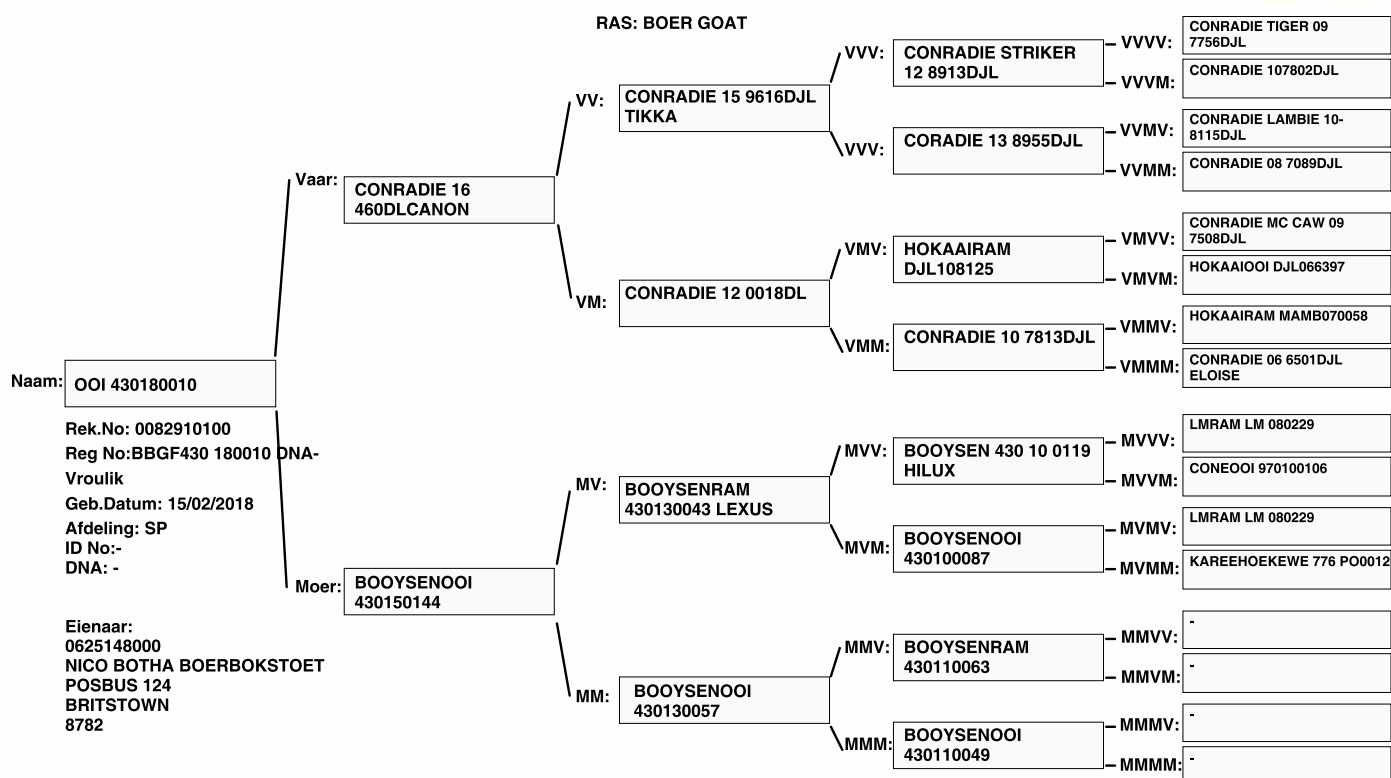 RAS: BOER GOAT
Naam:
OOI 430180010
Rek.No: 0082910100
Reg No:BBGF430 180010 DNA-
Vroulik
Geb.Datum: 15/02/2018
Afdeling: SP
ID No:-
DNA: -
Eienaar:
0625148000
NICO BOTHA BOERBOKSTOET
POSBUS 124
BRITSTOWN
8782
Vaar:
CONRADIE 16
460DLCANON
Moer:
BOOYSENOOI
430150144
VV:
CONRADIE 15 9616DJL
TIKKA
VM:
CONRADIE 12 0018DL
MV:
BOOYSENRAM
430130043 LEXUS
MM:
BOOYSENOOI
430130057
VVV:
CONRADIE STRIKER
12 8913DJL
VVV:
CORADIE 13 8955DJL
VMV:
HOKAAIRAM
DJL108125
VMM:
CONRADIE 10 7813DJL
MVV:
BOOYSEN 430 10 0119
HILUX
MVM:
BOOYSENOOI
430100087
MMV:
BOOYSENRAM
430110063
MMM:
BOOYSENOOI
430110049
VVVV:
CONRADIE TIGER 09
7756DJL
VVVM:
CONRADIE 107802DJL
VVMV:
CONRADIE LAMBIE 10-
8115DJL
VVMM:
CONRADIE 08 7089DJL
VMVV:
CONRADIE MC CAW 09
7508DJL
VMVM:
HOKAAIOOI DJL066397
VMMV:
HOKAAIRAM MAMB070058
VMMM:
CONRADIE 06 6501DJL
ELOISE
MVVV:
LMRAM LM 080229
MVVM:
CONEOOI 970100106
MVMV:
LMRAM LM 080229
MVMM:
KAREEHOEKEWE 776 PO0012
MMVV:
-
MMVM:
-
MMMV:
-
MMMM:
-